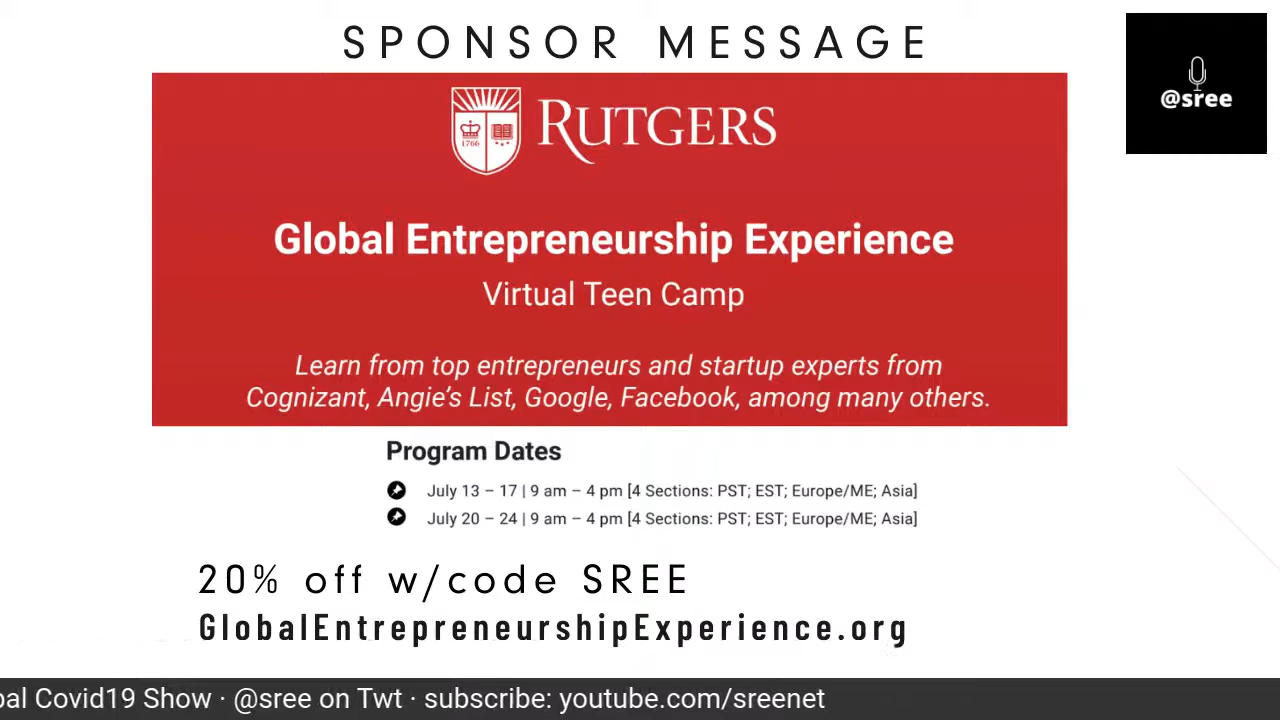 SPONSOR MESSAGE
@sree
1766
RUTGERS
Global Entrepreneurship Experience
Virtual Teen Camp
Learn from top entrepreneurs and startup experts from
Cognizant, Angie's List, Google, Facebook, among many others.
Program Dates
July 13 – 17 | 9 am – 4 pm [4 Sections: PST; EST; Europe/ME; Asia]
July 20 – 24 | 9 am – 4 pm [4 Sections: PST; EST; Europe/ME; Asia]
20% off w/code SREE
GlobalEntrepreneurshipExperience.org
bal Covid19 Show · @sree on Twt · subscribe: youtube.com/sreenet